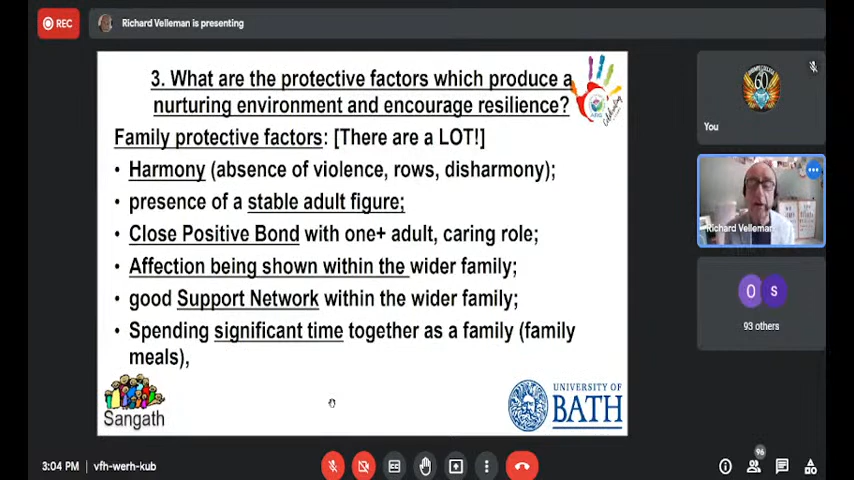 REC
Richard Velleman is presenting
3. What are the protective factors which produce a
nurturing environment and encourage resilience?
Family protective factors: [There are a LOT!]
• Harmony (absence of violence, rows, disharmony);
• presence of a stable adult figure;
• Close Positive Bond with one+ adult, caring role;
• Affection being shown within the wider family;
• good Support Network within the wider family;
• Spending significant time together as a family (family
meals),
Sangath
UNIVERSITY OF
BATH
60
You
Richard Velleman
O S
93 others
3:04 PM | vfh-werh-kub
96